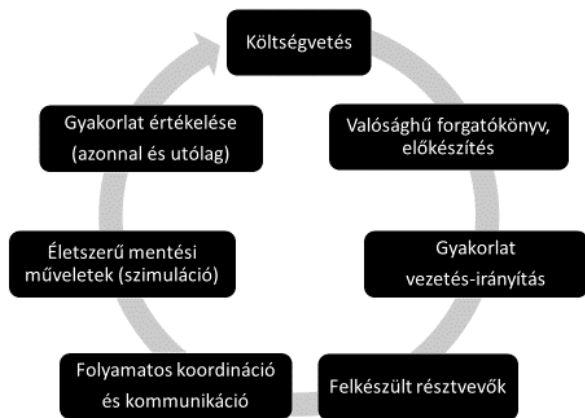 Költségvetés
Valósághű forgatókönyv,
előkészítés
Gyakorlat
vezetés-irányítás
Felkészült résztvevők
Folyamatos koordináció
és kommunikáció
Életszerű mentési
műveletek (szimuláció)
Gyakorlat értékelése
(azonnal és utólag)